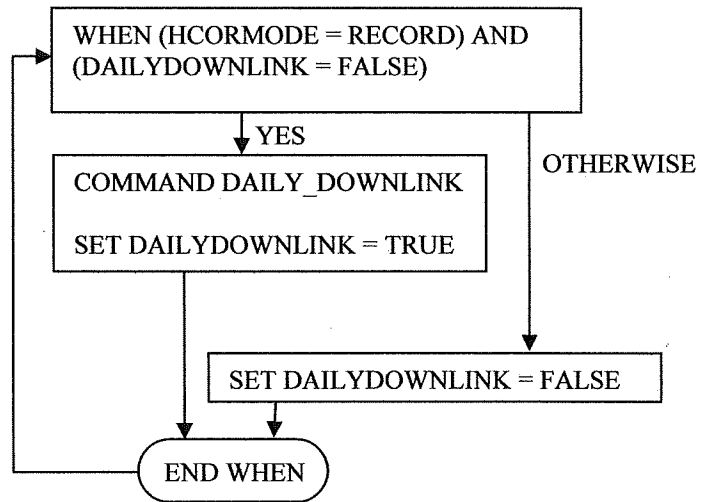 WHEN (HCORMODE = RECORD) AND
(DAILYDOWNLINK = FALSE)
YES
OTHERWISE
COMMAND DAILY_DOWNLINK
SET DAILYDOWNLINK = TRUE
SET DAILYDOWNLINK = FALSE
END WHEN